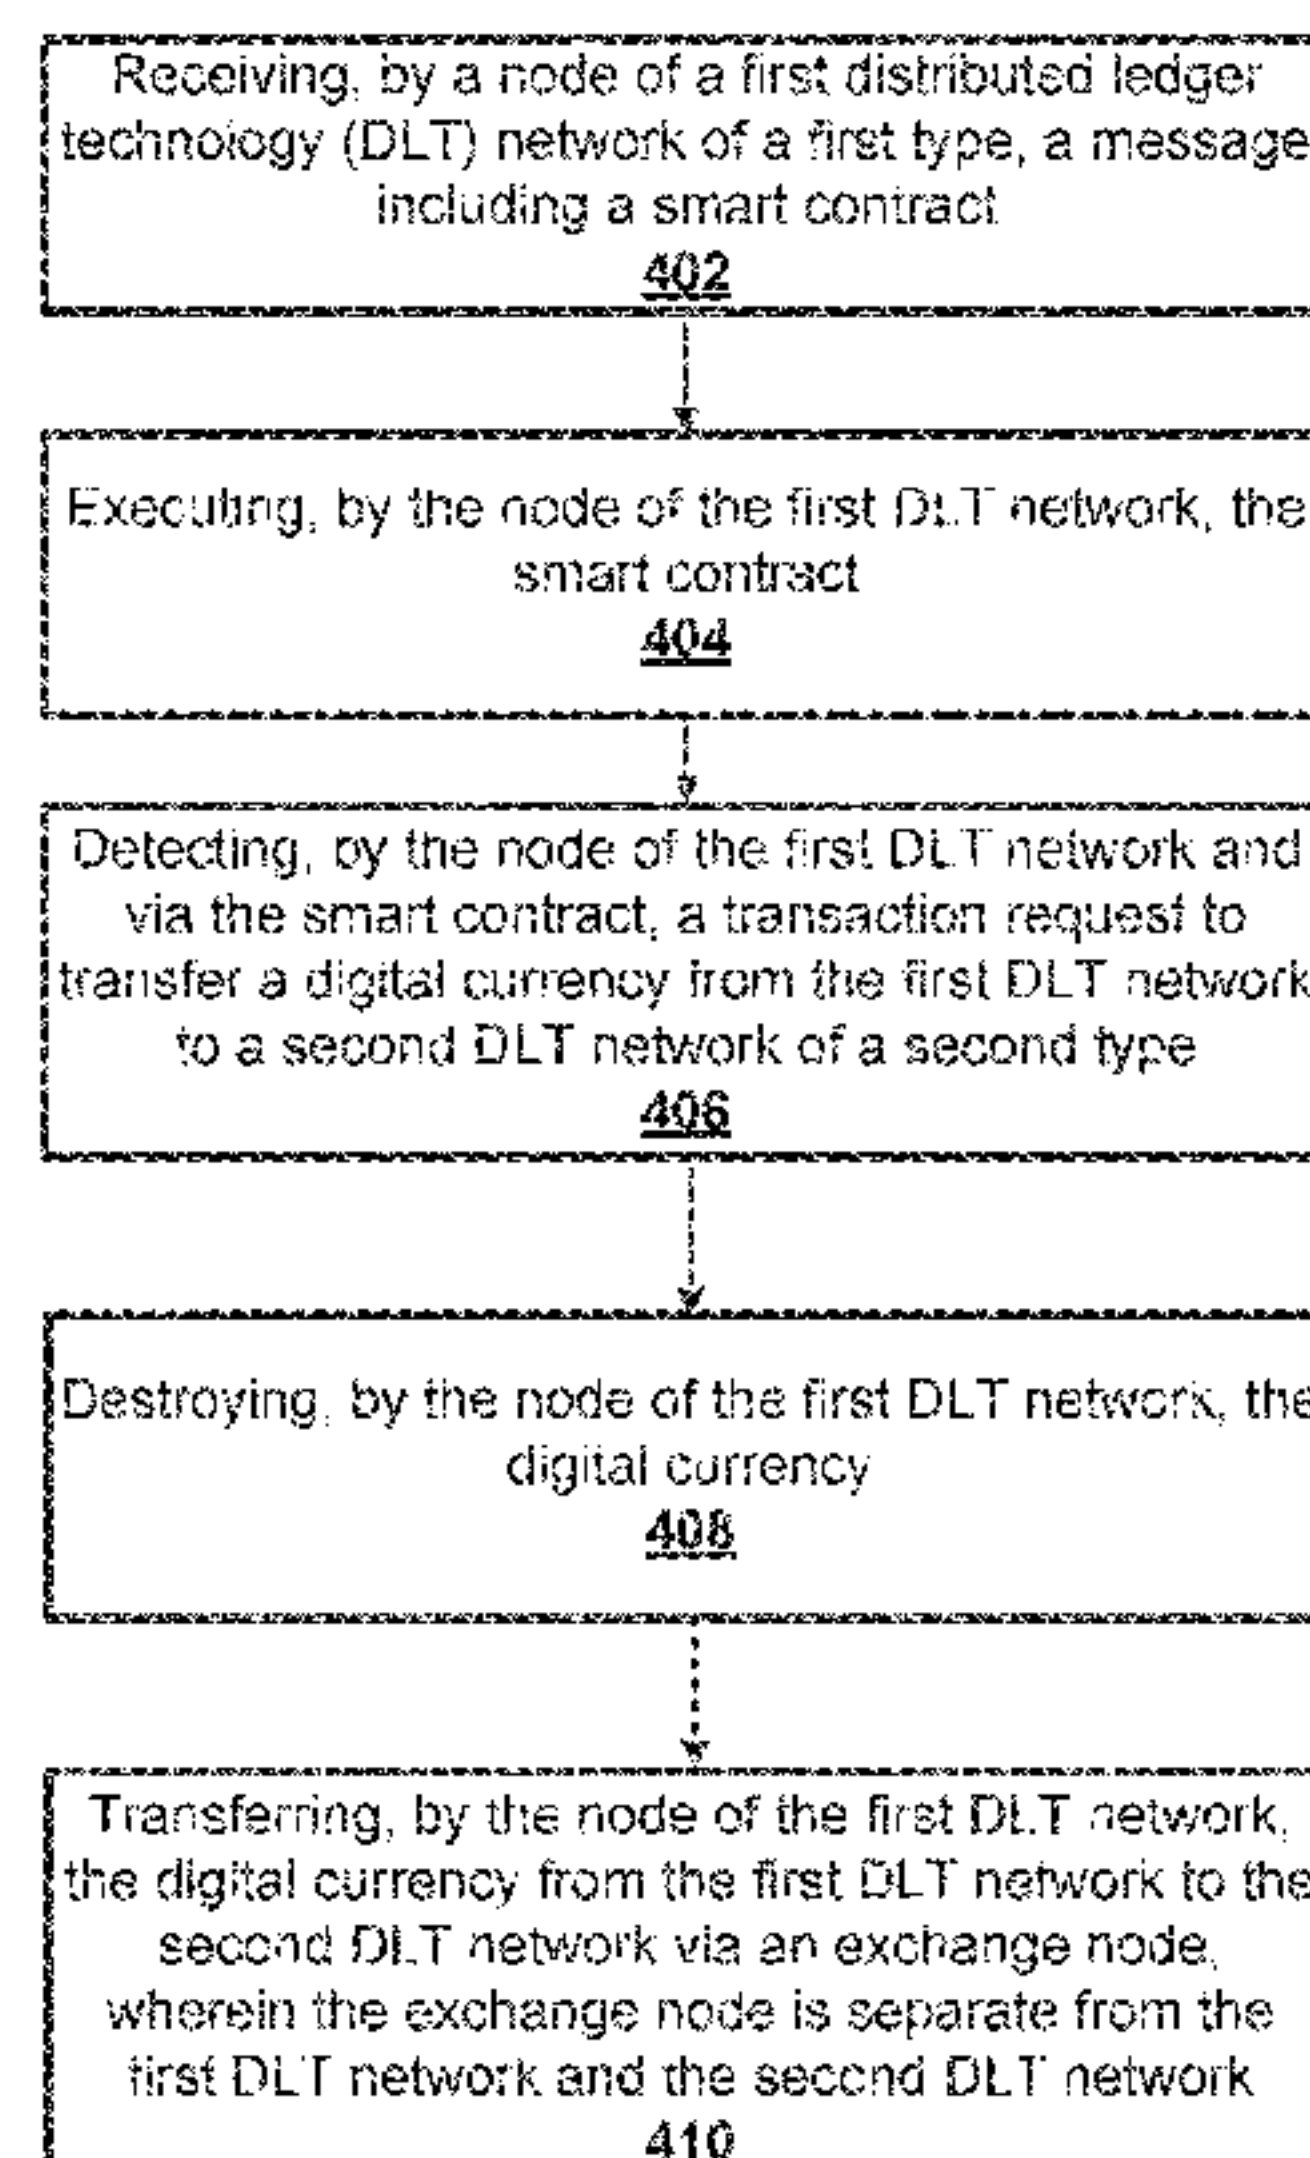 Receiving, by a node of a first distributed ledger
technology (DLT) network of a first type, a message
including a smart contract
402
Executing, by the node of the first DLT network, the
smart contract
404
Detecting, by the node of the first DLT network and
via the smart contract, a transaction request to
transfer a digital currency from the first DLT network
to a second DLT network of a second type
406
Destroying, by the node of the first DLT network, the
digital currency
408
Transferring, by the node of the first DLT network,
the digital currency from the first DLT network to the
second DLT network via an exchange node,
wherein the exchange node is separate from the
first DLT network and the second DLT network
410